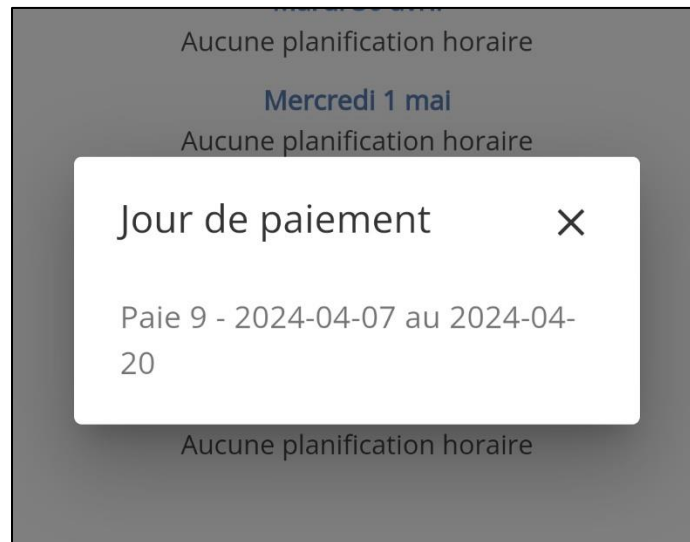 Aucune planification horaire
Mercredi 1 mai
Aucune planification horaire
Jour de paiement
Paie 9 - 2024-04-07 au 2024-04-
20
Aucune planification horaire